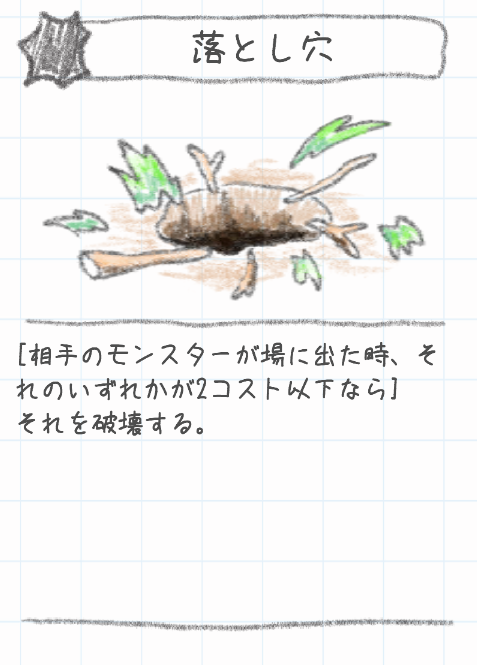 落とし穴
[相手のモンスターが場に出た時、そ
れのいずれかが2コスト以下なら]
それを破壊する。